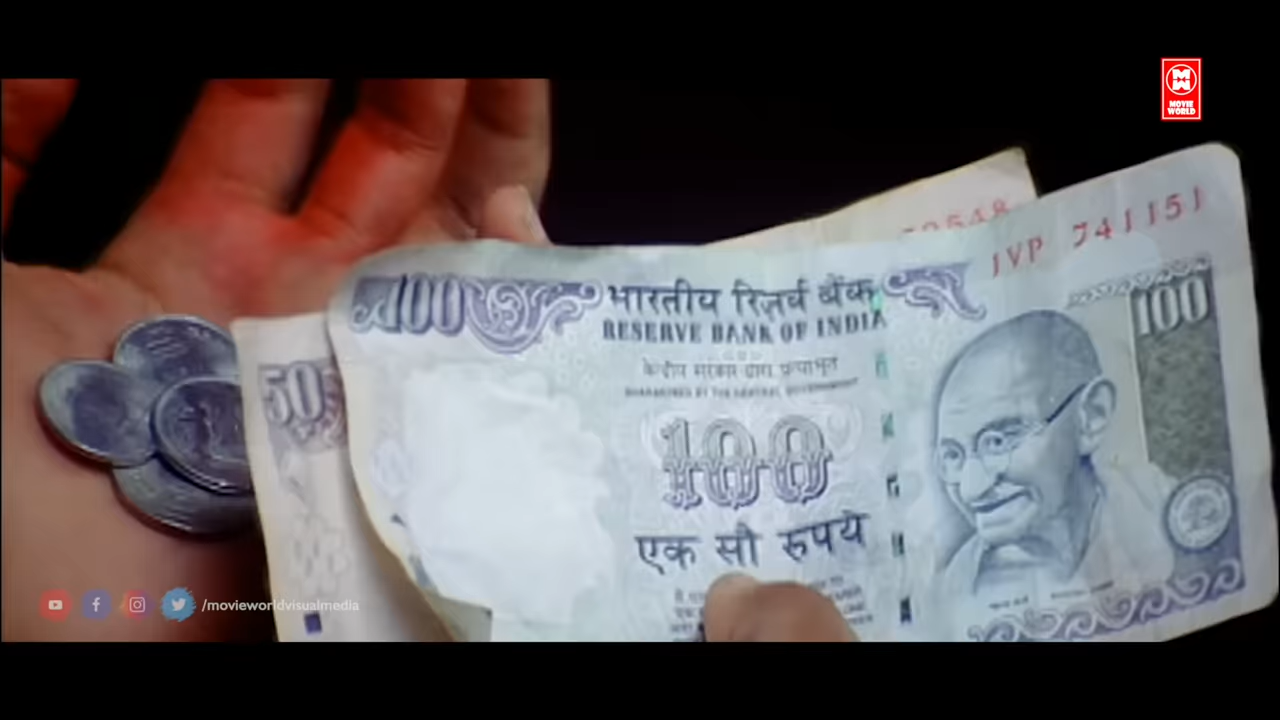 MOVIE
WORLD
1VP 741151
100
भारतीय रिज़र्व बैंक
RESERVE BANK OF INDIA
100
केन्द्रीय सरकार द्वारा प्रत्याभूत
GUARANTEED BY THE CENTRAL GOVERNMENT
50
100
एक सौ रुपये
/movieworldvisualmedia